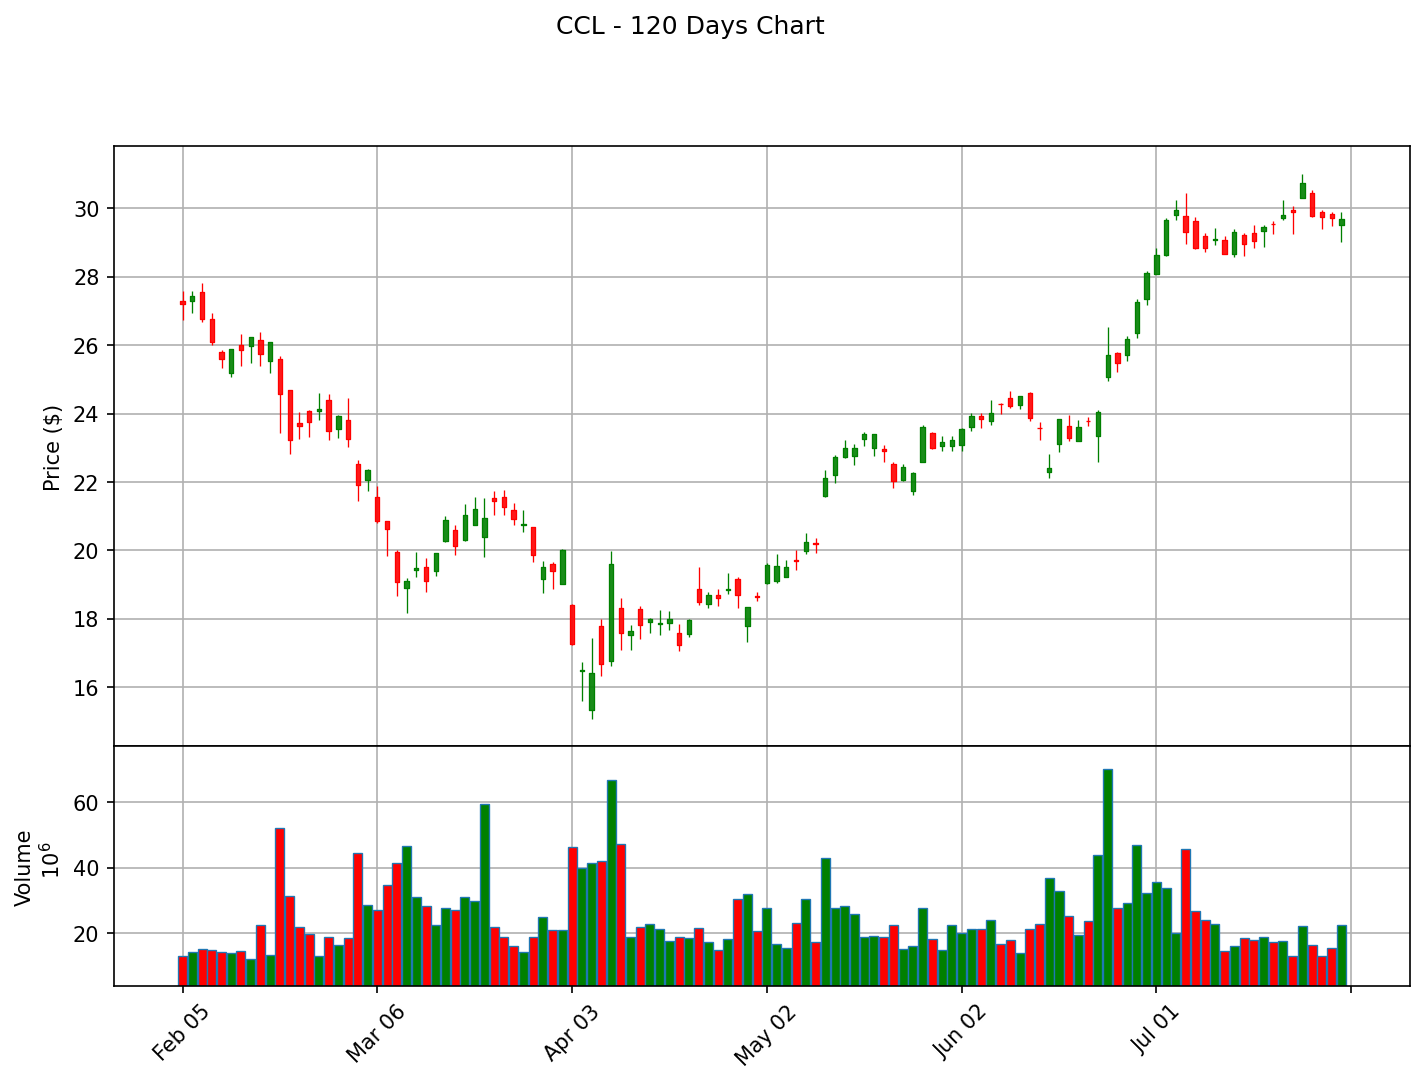 CCL - 120 Days Chart
Price ($)
30
28
26
24
22
20
18
16
Volume
10^6
60
40
20
Feb 05
Mar 06
Apr 03
May 02
Jun 02
Jul 01